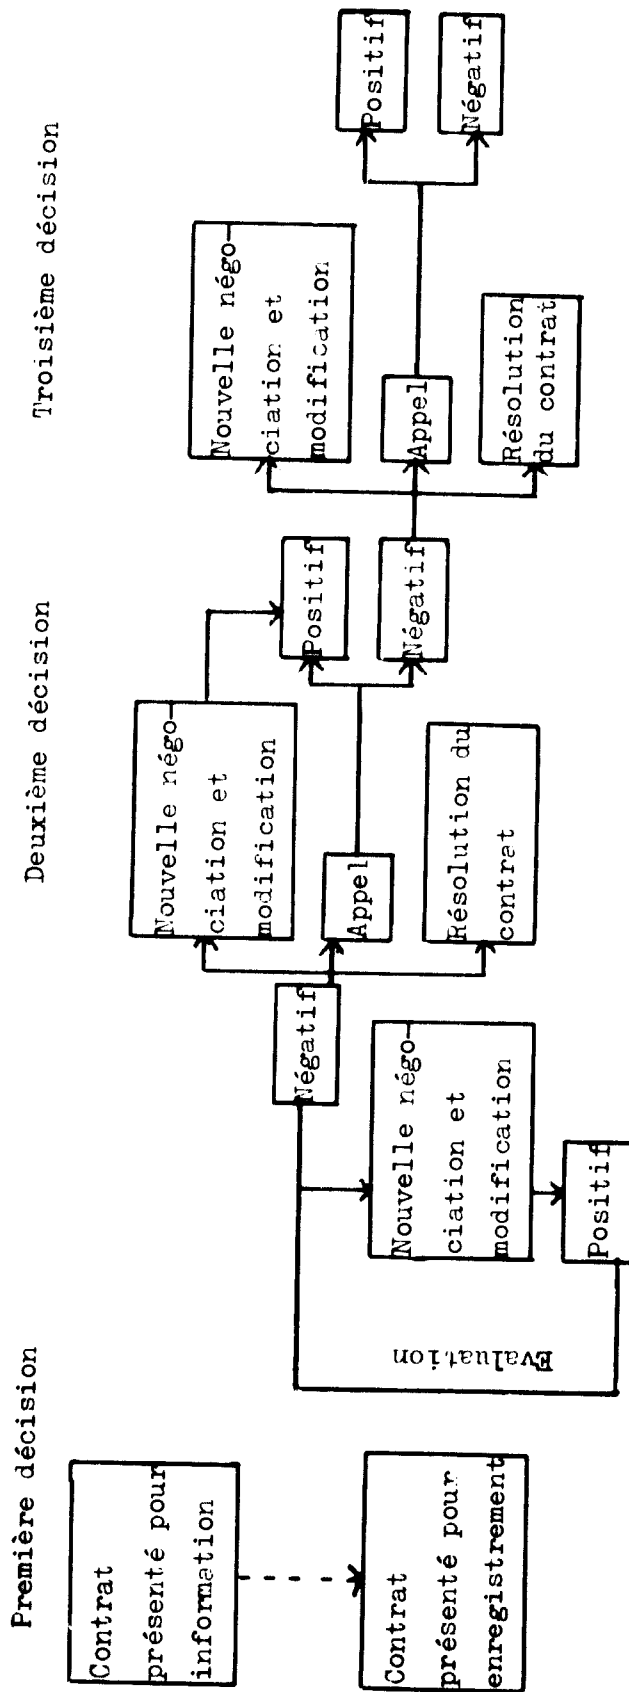 Première décision
Contrat
présenté pour
information
Contrat
présenté pour
enregistrement
Evaluation
Nouvelle négo-
ciation et
modification
Positif
Négatif
Deuxième décision
Nouvelle négo-
ciation et
modification
Appel
Résolution du
contrat
Positif
Négatif
Troisième décision
Nouvelle négo-
ciation et
modification
Appel
Résolution
du contrat
Positif
Négatif